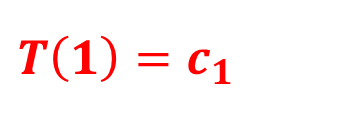 T(1) = c₁